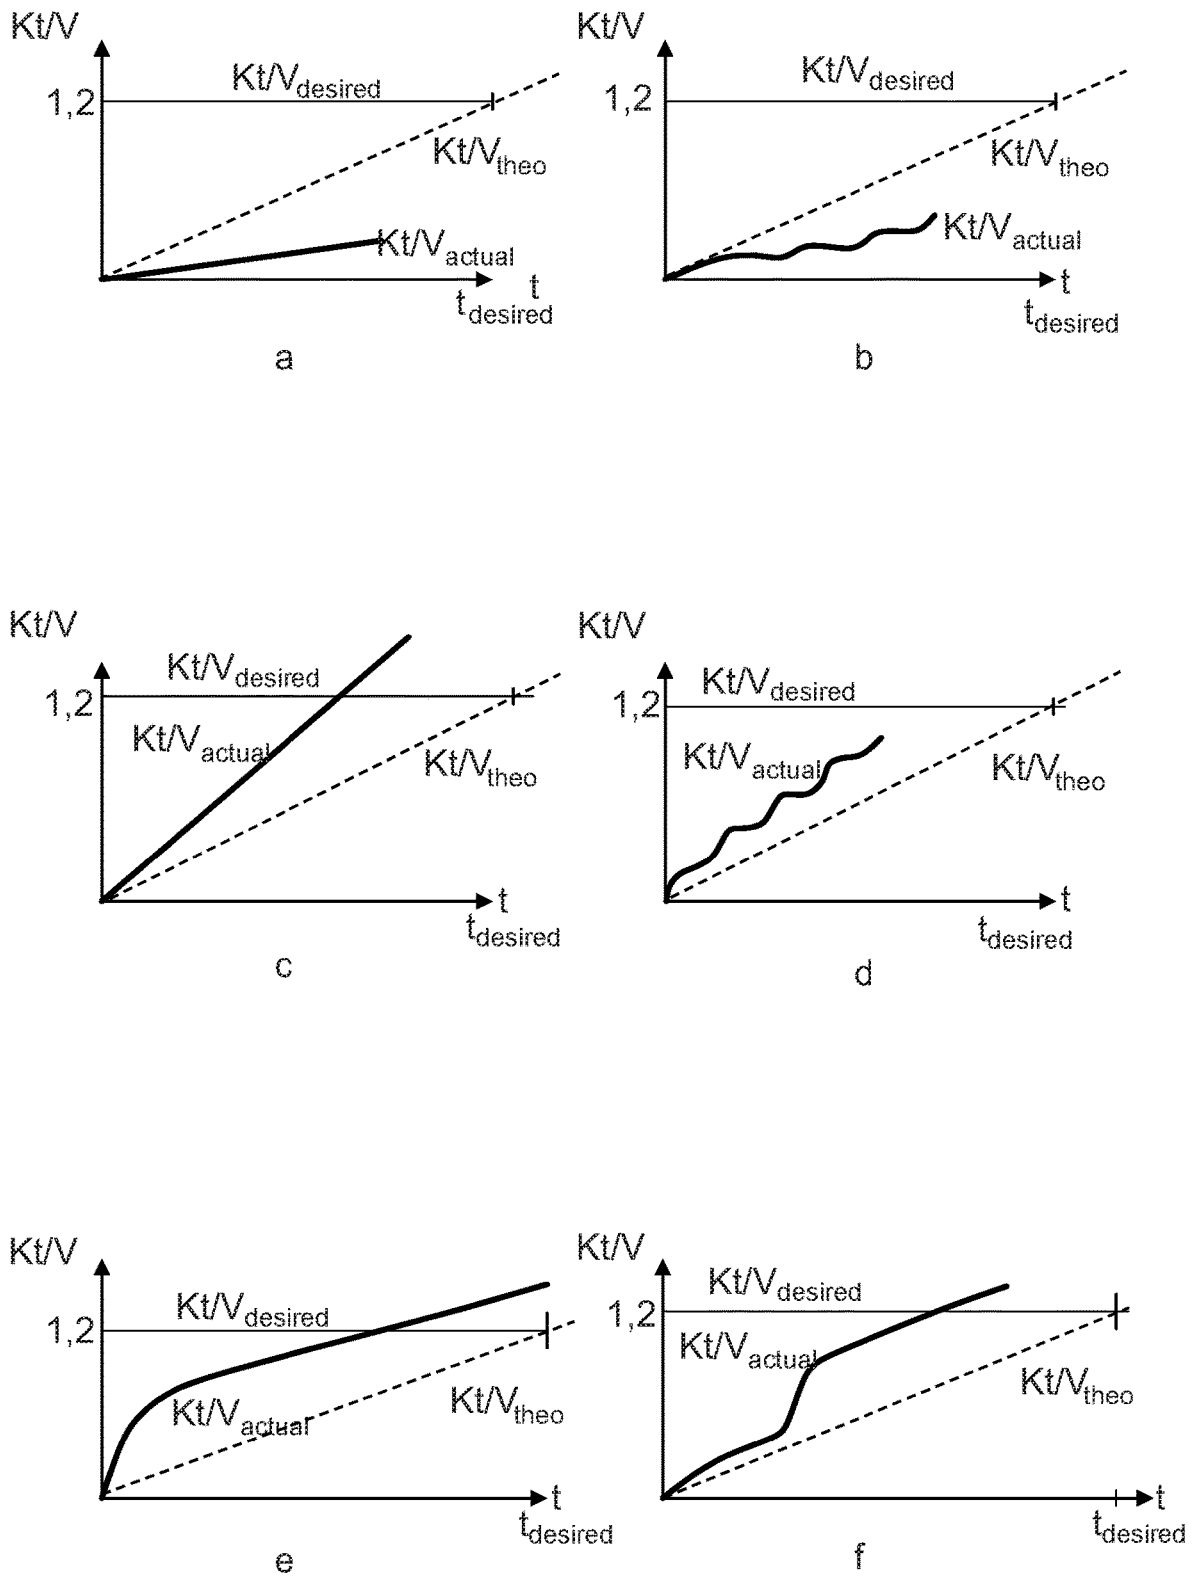 Kt/V
Kt/V
Kt/Vdesired
Kt/Vdesired
1,2
1,2
Kt/Vtheo
Kt/Vtheo
Kt/Vactual
Kt/Vactual
t
t
tdesired
tdesired
a
b
Kt/V
Kt/V
Kt/Vdesired
Kt/Vdesired
1,2
1,2
Kt/Vactual
Kt/Vactual
Kt/Vtheo
Kt/Vtheo
t
t
tdesired
tdesired
c
d
Kt/V
Kt/V
Kt/Vdesired
Kt/Vdesired
1,2
1,2
Kt/Vactual
Kt/Vactual
Kt/Vtheo
Kt/Vtheo
t
t
tdesired
tdesired
e
f